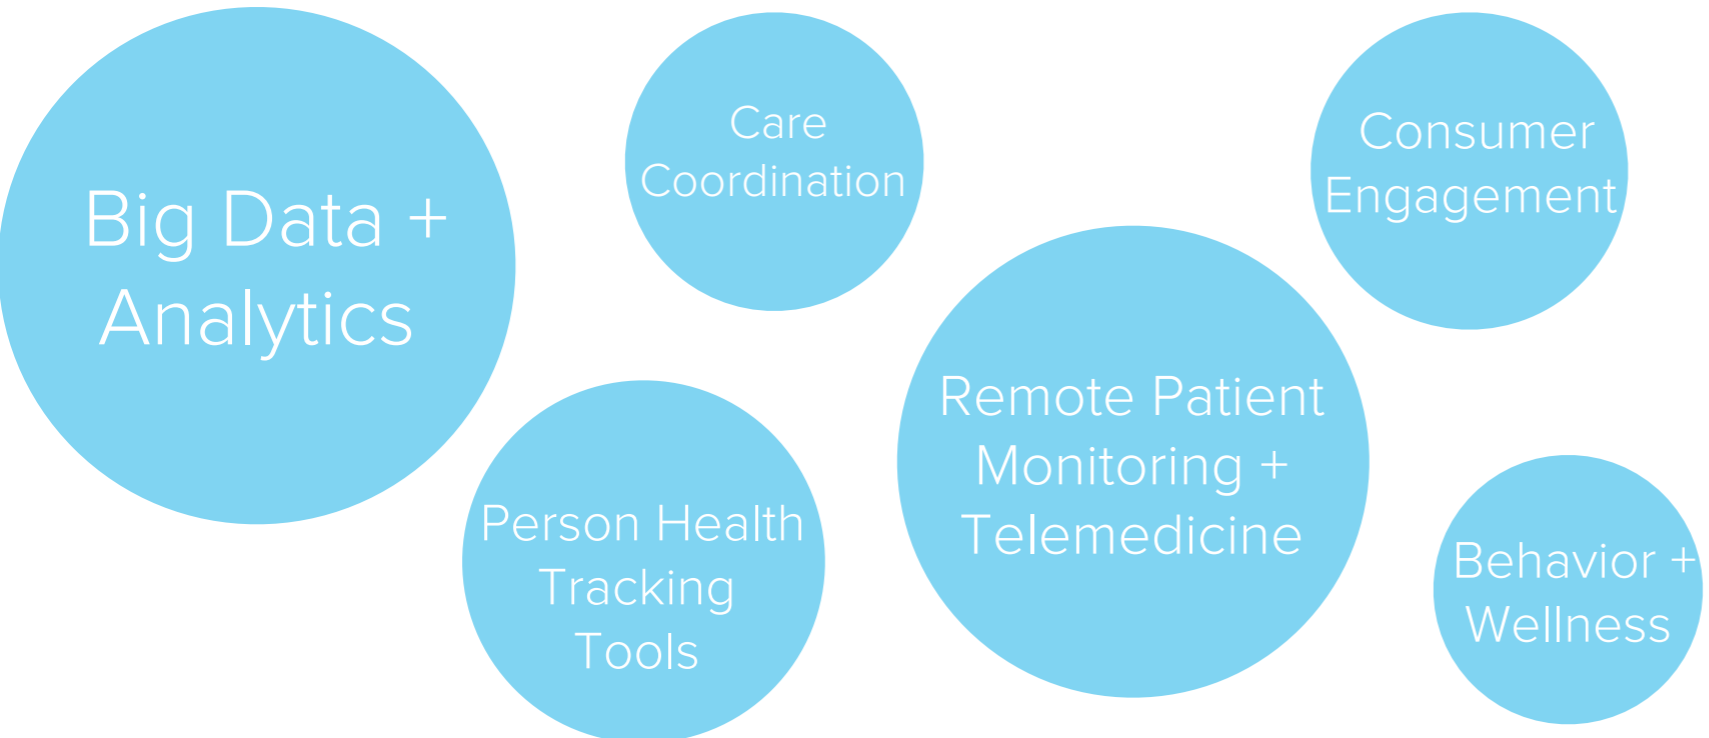 Big Data +
Analytics
Care
Coordination
Consumer
Engagement
Person Health
Tracking
Tools
Remote Patient
Monitoring +
Telemedicine
Behavior +
Wellness